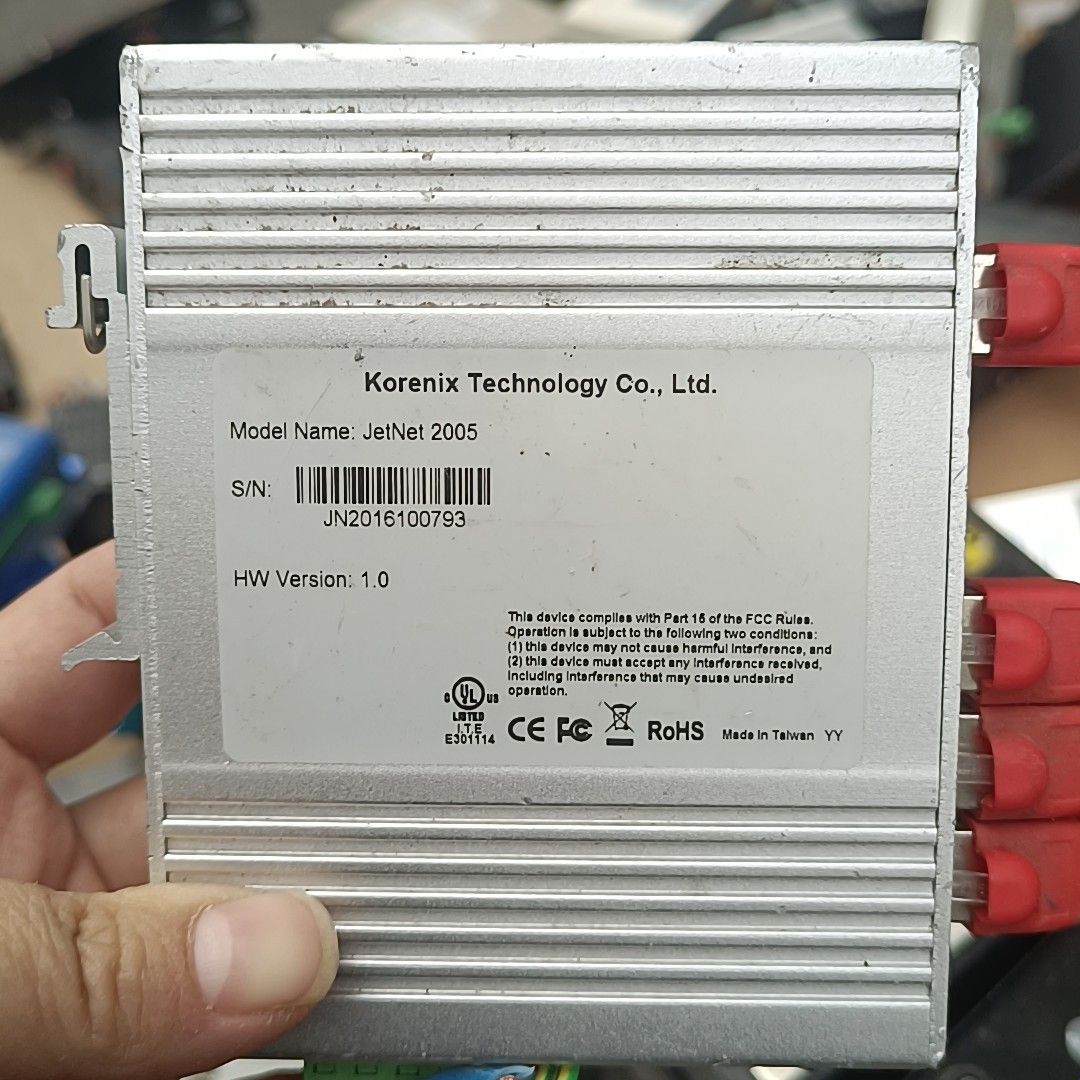 Korenix Technology Co., Ltd.
Model Name: JetNet 2005
S/N:
JN2016100793
HW Version: 1.0
This device complies with Part 15 of the FCC Rules.
Operation is subject to the following two conditions:
(1) this device may not cause harmful interference, and
(2) this device must accept any interference received,
including interference that may cause undesired
operation.
C UL US
LISTED
I.T.E
E301114
CE FC RoHS Made in Taiwan YY